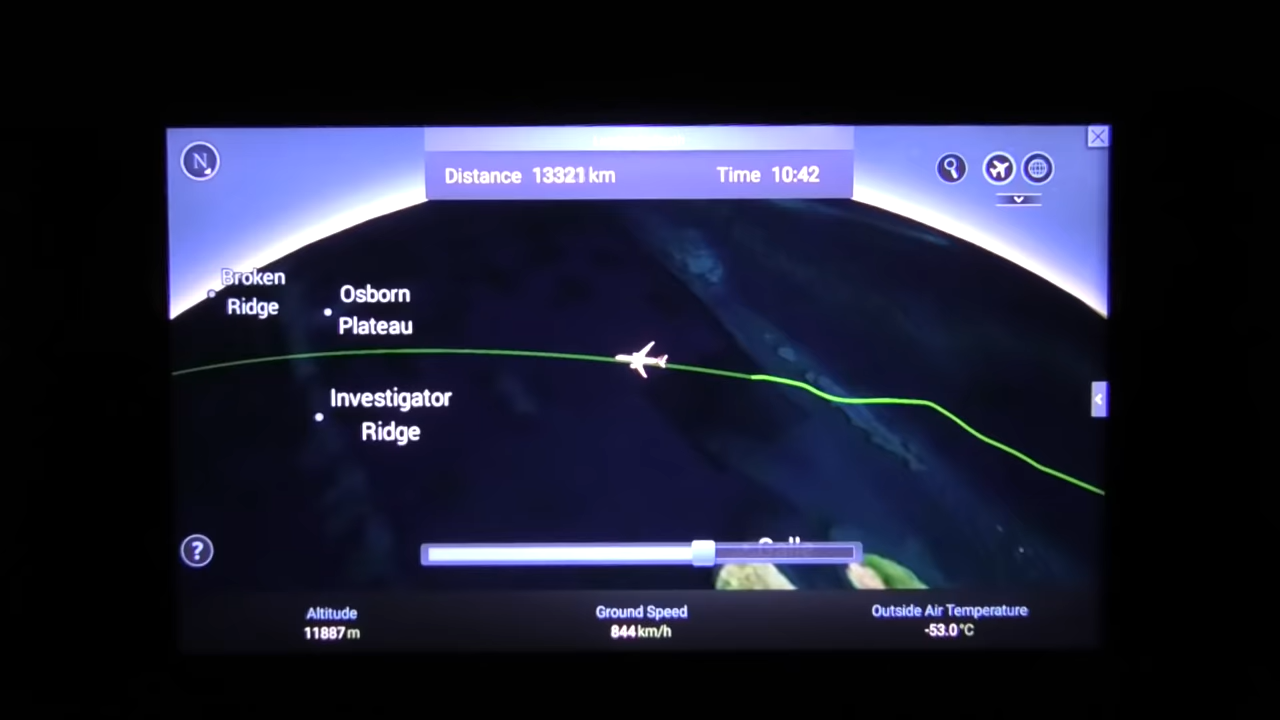 N
Distance 13321 km Time 10:42
Broken
Ridge
Osborn
Plateau
Investigator
Ridge
Galle
?
Altitude Ground Speed Outside Air Temperature
11887 m 844 km/h -53.0 °C